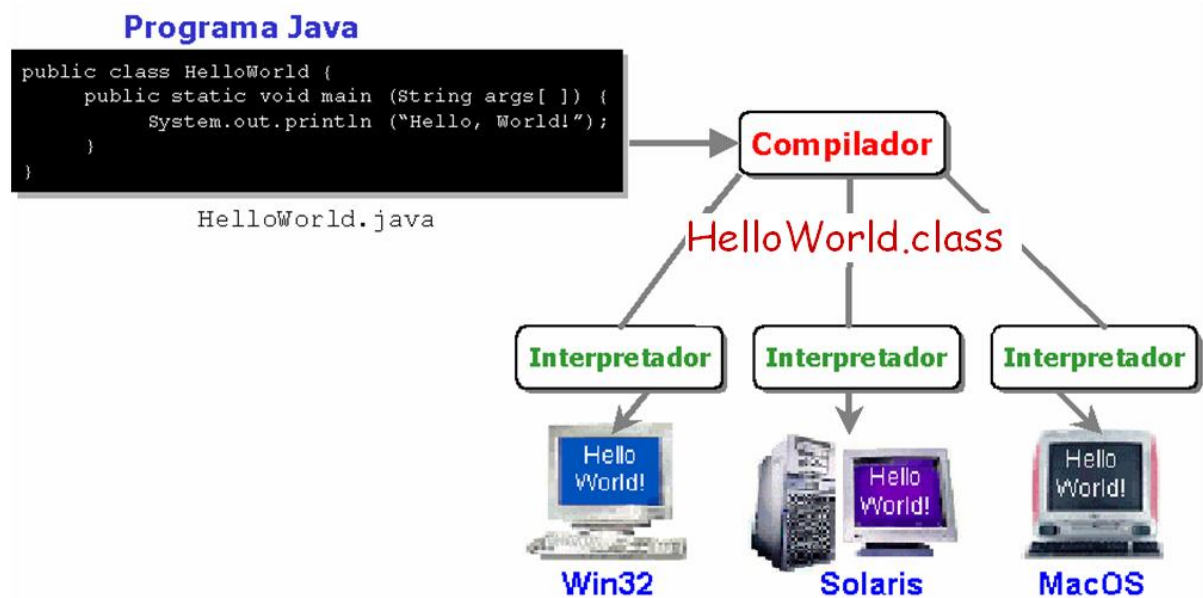 Programa Java
public class HelloWorld {
public static void main (String args[ ]) {
System.out.println (“Hello, World!”);
}
}
HelloWorld.java
Compilador
HelloWorld.class
Interpretador
Interpretador
Interpretador
Hello
World!
Hello
World!
Hello
World!
Win32
Solaris
MacOS